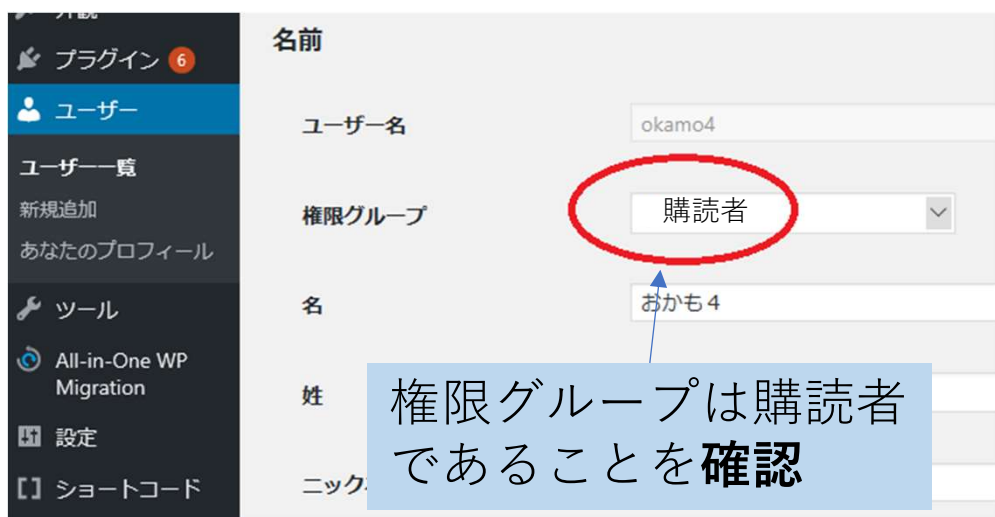 プラグイン 6
ユーザー
ユーザー一覧
新規追加
あなたのプロフィール
ツール
All-in-One WP
Migration
設定
ショートコード
名前
ユーザー名
okamo4
権限グループ
購読者
名
おかも４
姓
権限グループは購読者
であることを確認